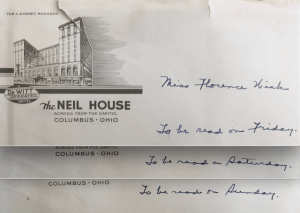 FOR A SHERRY MANAGER
DEWITT
OPERATED
HOTELS
The NEIL HOUSE
ACROSS FROM THE CAPITOL
COLUMBUS · OHIO
Miss Florence
To be read on Friday.
ACROSS FROM THE CAPITOL
COLUMBUS · OHIO
To be read on Saturday.
COLUMBUS · OHIO
To be read on Sunday.